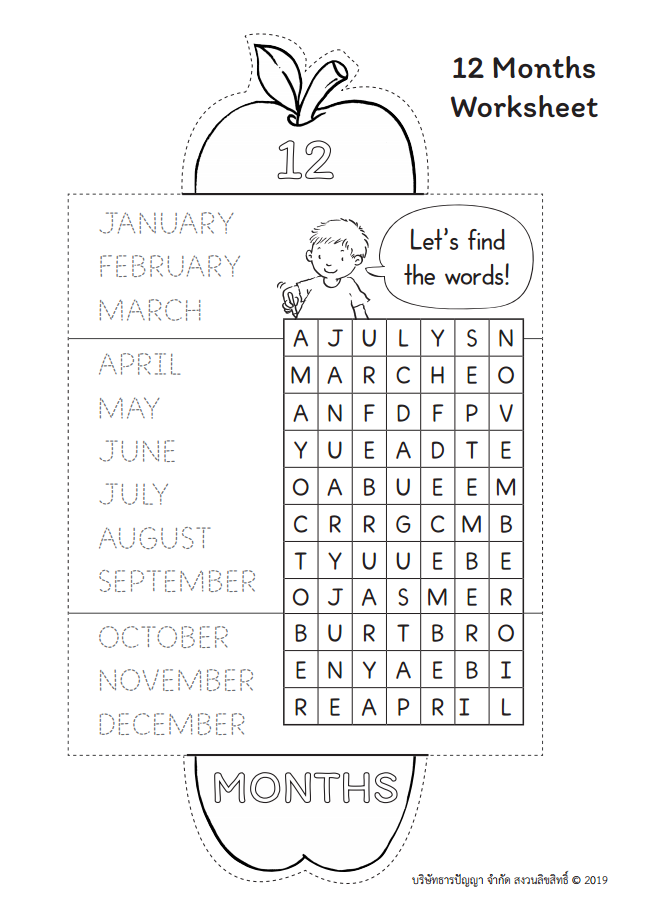 12 Months
Worksheet
12
JANUARY
FEBRUARY
MARCH
Let's find
the words!
APRIL
MAY
JUNE
JULY
AUGUST
SEPTEMBER
OCTOBER
NOVEMBER
DECEMBER
A J U L Y S N
M A R C H E O
A N F D F P V
Y U E A D T E
O A B U E E M
C R R G C M B
T Y U U E B E
O J A S M E R
B U R T B R O
E N Y A E B I
R E A P R I L
MONTHS
บริษัทธารปัญญา จำกัด สงวนลิขสิทธิ์ © 2019